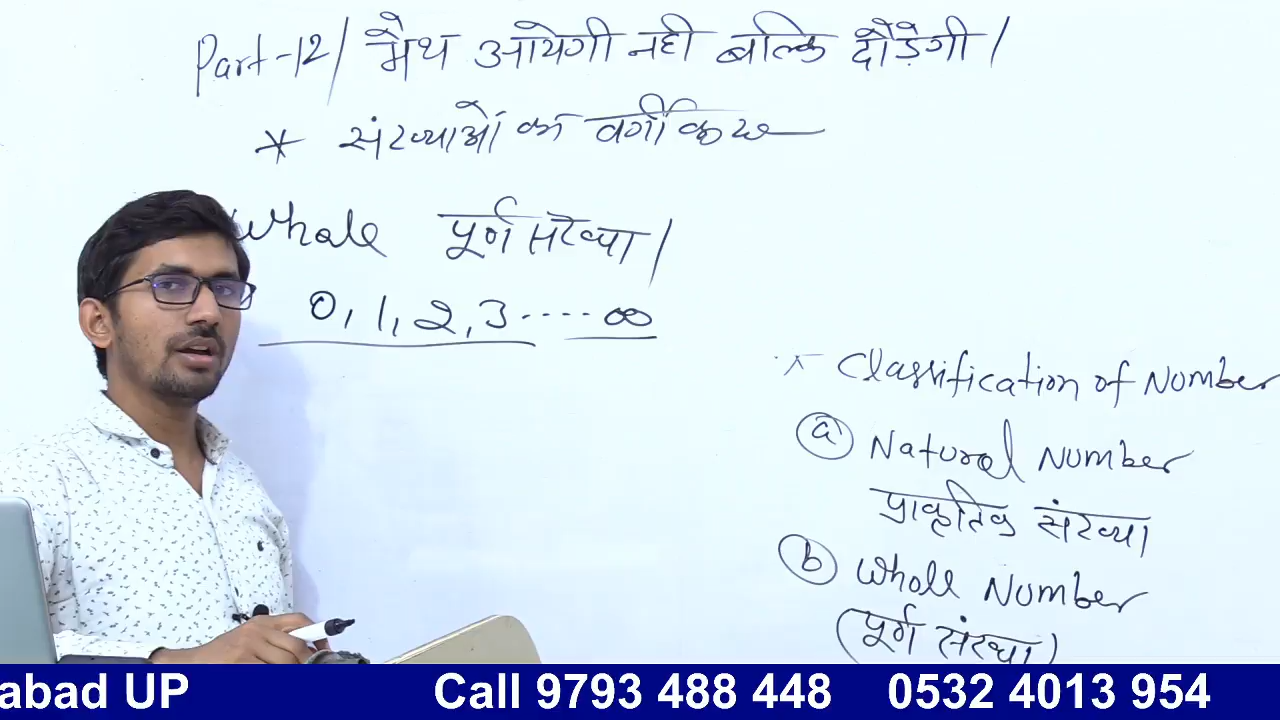 Part-12/ मैथ आयेगी नही बल्कि दौड़ेगी/
* संख्याओं का वर्गीकरण
Whole पूर्ण संख्या/
0, 1, 2, 3 ..... ∞
* Classification of Number
(a) Natural Number
प्राकृतिक संख्या
(b) Whole Number
(पूर्ण संख्या)
abad UP Call 9793 488 448 0532 4013 954